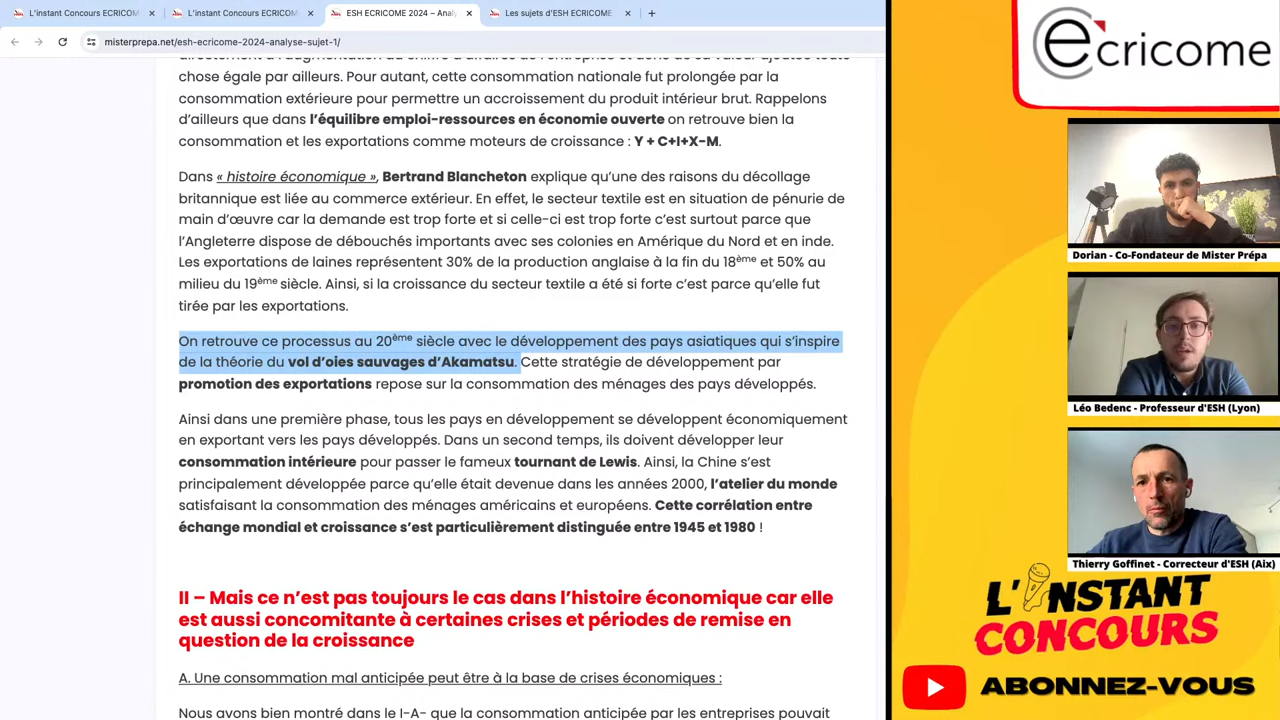 L'instant Concours ECRICOME
L'instant Concours ECRICOME
ESH ECRICOME 2024 – Analy
Les sujets d'ESH ECRICOME
misterprepa.net/esh-ecricome-2024-analyse-sujet-1/
chose égale par ailleurs. Pour autant, cette consommation nationale fut prolongée par la
consommation extérieure pour permettre un accroissement du produit intérieur brut. Rappelons
d'ailleurs que dans l'équilibre emploi-ressources en économie ouverte on retrouve bien la
consommation et les exportations comme moteurs de croissance : Y + C+I+X-M.
Dans « histoire économique », Bertrand Blancheton explique qu'une des raisons du décollage
britannique est liée au commerce extérieur. En effet, le secteur textile est en situation de pénurie de
main d'œuvre car la demande est trop forte et si celle-ci est trop forte c'est surtout parce que
l'Angleterre dispose de débouchés importants avec ses colonies en Amérique du Nord et en inde.
Les exportations de laines représentent 30% de la production anglaise à la fin du 18ème et 50% au
milieu du 19ème siècle. Ainsi, si la croissance du secteur textile a été si forte c'est parce qu'elle fut
tirée par les exportations.
On retrouve ce processus au 20ème siècle avec le développement des pays asiatiques qui s'inspire
de la théorie du vol d'oies sauvages d'Akamatsu. Cette stratégie de développement par
promotion des exportations repose sur la consommation des ménages des pays développés.
Ainsi dans une première phase, tous les pays en développement se développent économiquement
en exportant vers les pays développés. Dans un second temps, ils doivent développer leur
consommation intérieure pour passer le fameux tournant de Lewis. Ainsi, la Chine s'est
principalement développée parce qu'elle était devenue dans les années 2000, l'atelier du monde
satisfaisant la consommation des ménages américains et européens. Cette corrélation entre
échange mondial et croissance s'est particulièrement distinguée entre 1945 et 1980 !
II – Mais ce n'est pas toujours le cas dans l'histoire économique car elle
est aussi concomitante à certaines crises et périodes de remise en
question de la croissance
A. Une consommation mal anticipée peut être à la base de crises économiques :
Nous avons bien montré dans le I-A- que la consommation anticipée par les entreprises pouvait
ecricome
Dorian - Co-Fondateur de Mister Prépa
Léo Bedenc - Professeur d'ESH (Lyon)
Thierry Goffinet - Correcteur d'ESH (Aix)
L'INSTANT
CONCOURS
ABONNEZ-VOUS